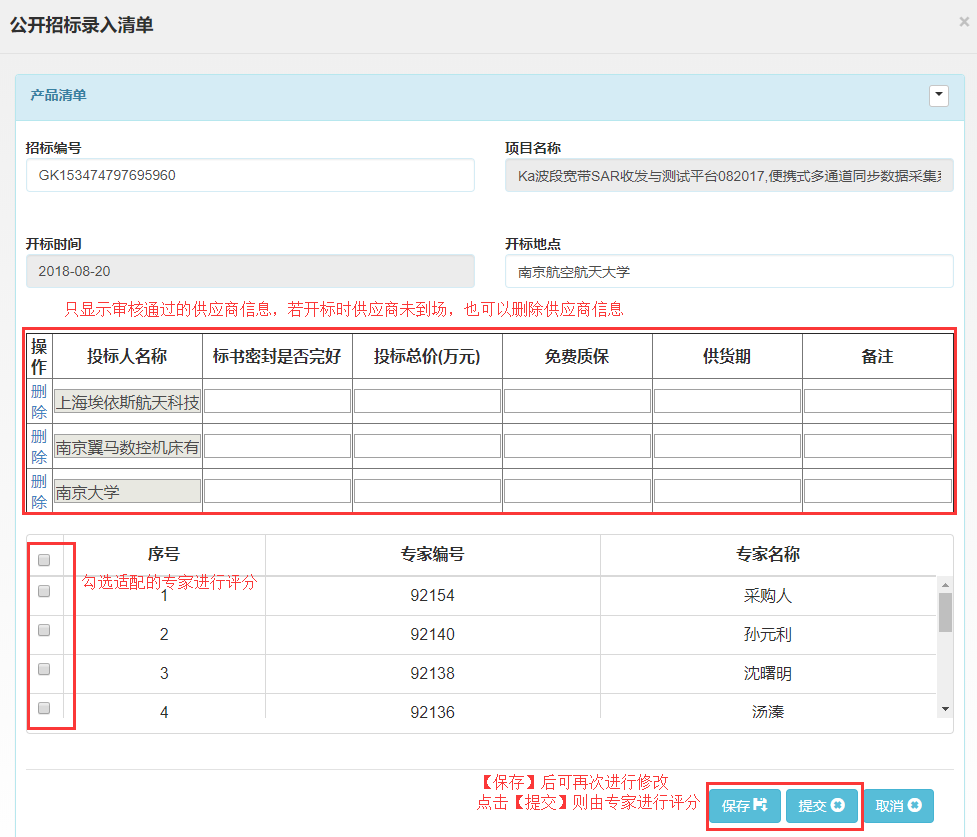 公开招标录入清单 ×
产品清单
招标编号 项目名称
GK153474797695960 Ka波段宽带SAR收发与测试平台082017,便携式多通道同步数据采集
开标时间 开标地点
2018-08-20 南京航空航天大学
只显示审核通过的供应商信息，若开标时供应商未到场，也可以删除供应商信息
操作 投标人名称 标书密封是否完好 投标总价(万元) 免费质保 供货期 备注
删除 上海埃依斯航天科技
删除 南京翼马数控机床有
删除 南京大学
序号 专家编号 专家名称
勾选适配的专家进行评分
1 92154 采购人
2 92140 孙元利
3 92138 沈曙明
4 92136 汤溱
【保存】后可再次进行修改
点击【提交】则由专家进行评分
保存 提交 取消